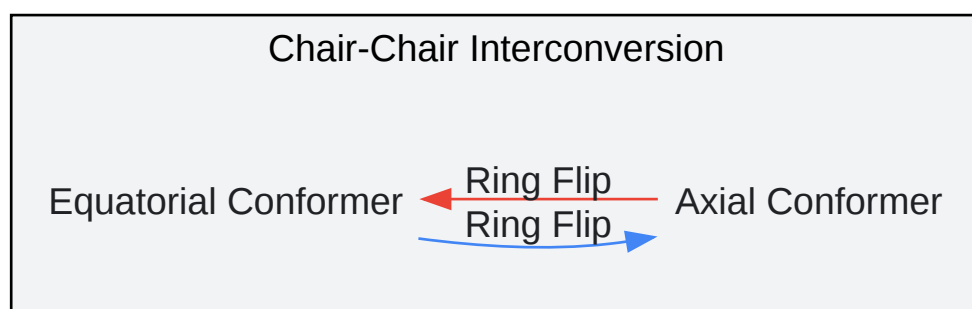 Chair-Chair Interconversion
Ring Flip
Equatorial Conformer
Axial Conformer
Ring Flip